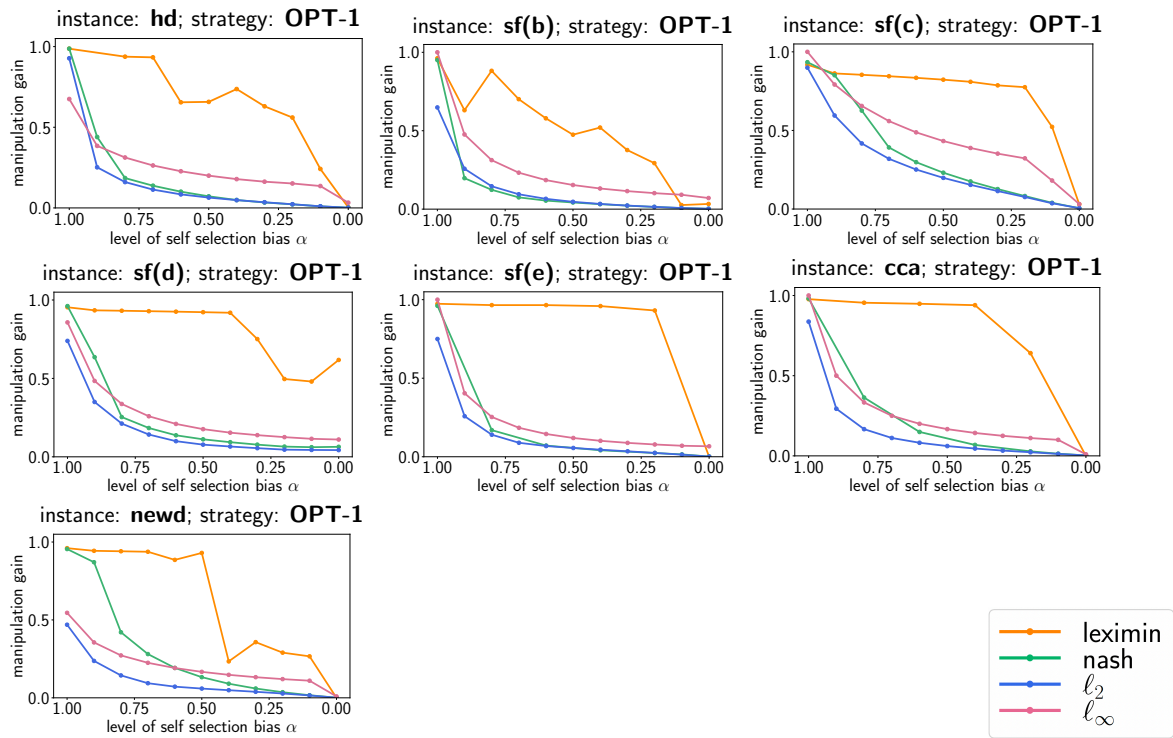 instance: hd; strategy: OPT-1
manipulation gain
1.0
0.5
0.0
1.00 0.75 0.50 0.25 0.00
level of self selection bias α
instance: sf(b); strategy: OPT-1
manipulation gain
1.0
0.5
0.0
1.00 0.75 0.50 0.25 0.00
level of self selection bias α
instance: sf(c); strategy: OPT-1
manipulation gain
1.0
0.5
0.0
1.00 0.75 0.50 0.25 0.00
level of self selection bias α
instance: sf(d); strategy: OPT-1
manipulation gain
1.0
0.5
0.0
1.00 0.75 0.50 0.25 0.00
level of self selection bias α
instance: sf(e); strategy: OPT-1
manipulation gain
1.0
0.5
0.0
1.00 0.75 0.50 0.25 0.00
level of self selection bias α
instance: cca; strategy: OPT-1
manipulation gain
1.0
0.5
0.0
1.00 0.75 0.50 0.25 0.00
level of self selection bias α
instance: newd; strategy: OPT-1
manipulation gain
1.0
0.5
0.0
1.00 0.75 0.50 0.25 0.00
level of self selection bias α
leximin
nash
ℓ₂
ℓ∞